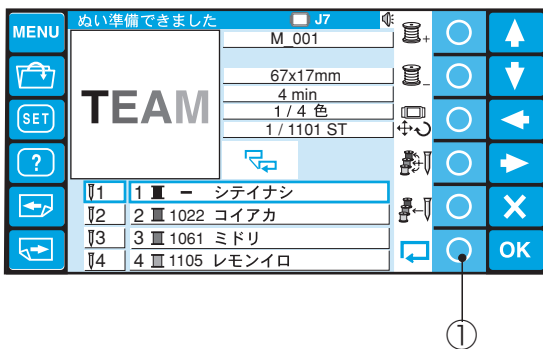 MENU
ぬい準備できました
J7
M_001
67x17mm
4 min
1 / 4 色
1 / 1101 ST
TEAM
SET
?
+
−
1 1 − シテイナシ
2 2 1022 コイアカ
3 3 1061 ミドリ
4 4 1105 レモンイロ
X
OK
①